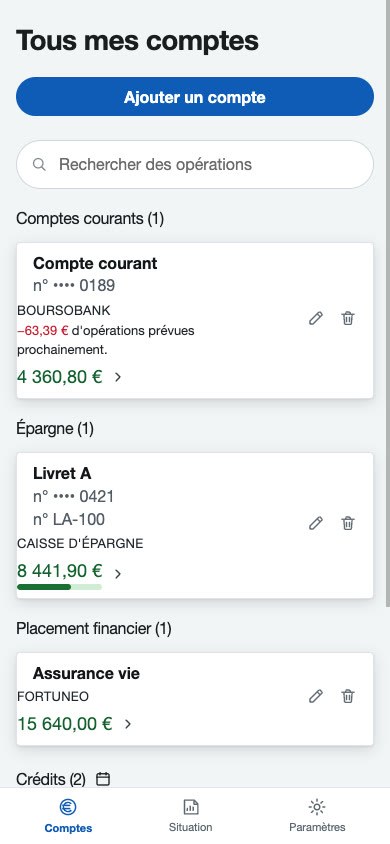 Tous mes comptes
Ajouter un compte
Rechercher des opérations
Comptes courants (1)
Compte courant
n° •••• 0189
BOURSOBANK
−63,39 € d'opérations prévues
prochainement.
4 360,80 €
Épargne (1)
Livret A
n° •••• 0421
n° LA-100
CAISSE D'ÉPARGNE
8 441,90 €
Placement financier (1)
Assurance vie
FORTUNEO
15 640,00 €
Crédits (2)
Comptes Situation Paramètres